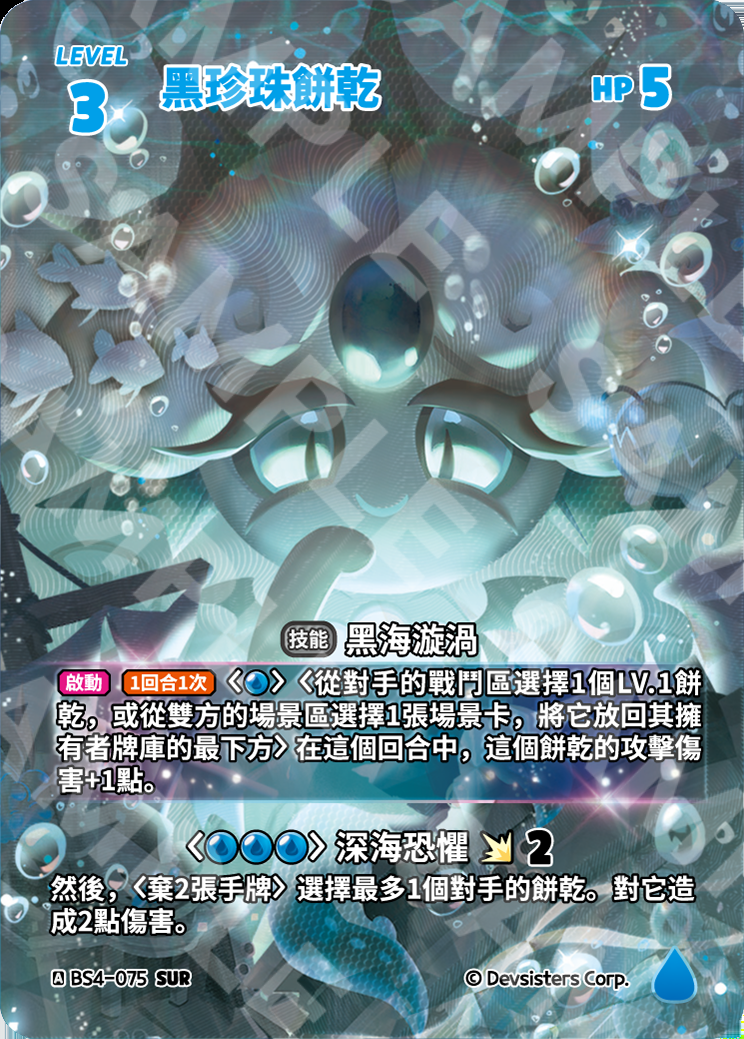 LEVEL
3
黑珍珠餅乾
HP 5
SAMPLE
技能 黑海漩渦
啟動 1回合1次 〈〉〈從對手的戰鬥區選擇1個LV.1餅
乾，或從雙方的場景區選擇1張場景卡，將它放回其擁
有者牌庫的最下方〉在這個回合中，這個餅乾的攻擊傷
害+1點。
〈〉 深海恐懼 2
然後，〈棄2張手牌〉選擇最多1個對手的餅乾。對它造
成2點傷害。
A BS4-075 SUR
© Devsisters Corp.